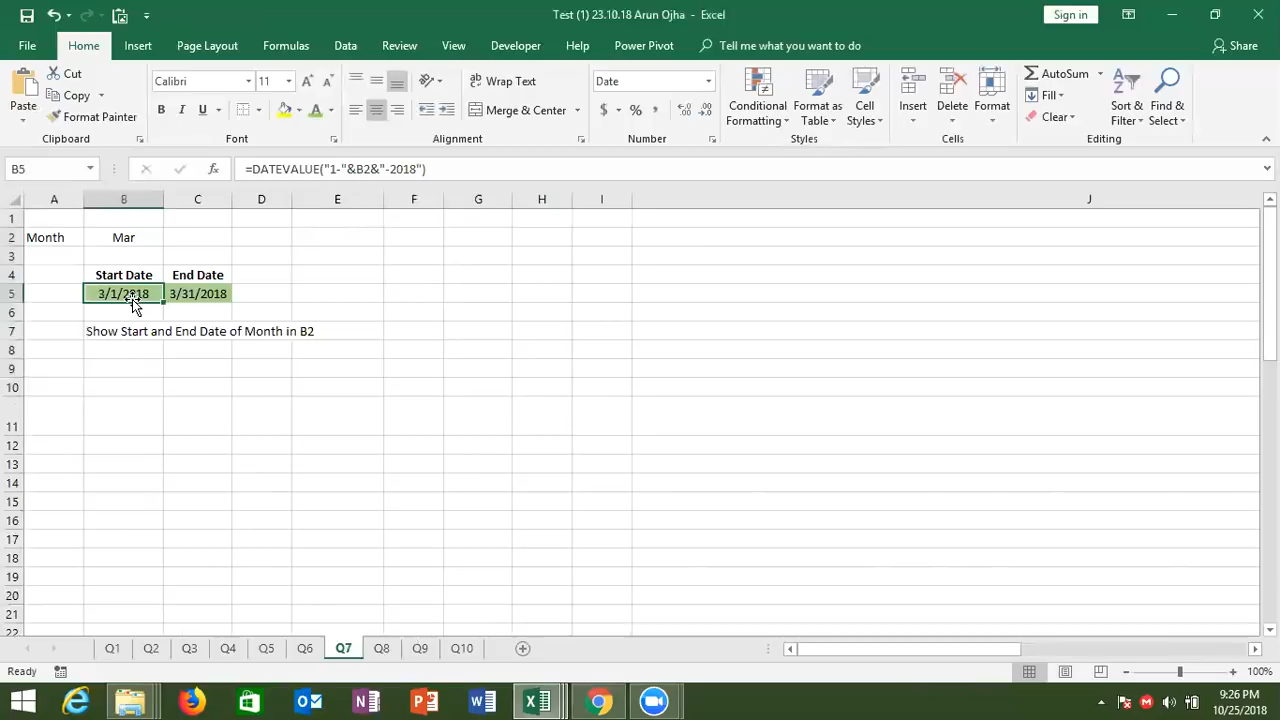 Test (1) 23.10.18 Arun Ojha - Excel
Sign in
File Home Insert Page Layout Formulas Data Review View Developer Help Power Pivot Tell me what you want to do Share
Paste
Cut
Copy
Format Painter
Clipboard
Calibri 11
B I U
Font
Wrap Text
Merge & Center
Alignment
Date
$ % ,
Number
Conditional Formatting
Format as Table
Cell Styles
Styles
Insert
Delete
Format
Cells
AutoSum
Fill
Clear
Sort & Filter
Find & Select
Editing
B5 fx =DATEVALUE("1-"&B2&"-2018")
A B C D E F G H I J
1
2 Month Mar
3
4 Start Date End Date
5 3/1/2018 3/31/2018
6
7 Show Start and End Date of Month in B2
8
9
10
11
12
13
14
15
16
17
18
19
20
21
22
Q1 Q2 Q3 Q4 Q5 Q6 Q7 Q8 Q9 Q10
Ready 100%
9:26 PM
10/25/2018